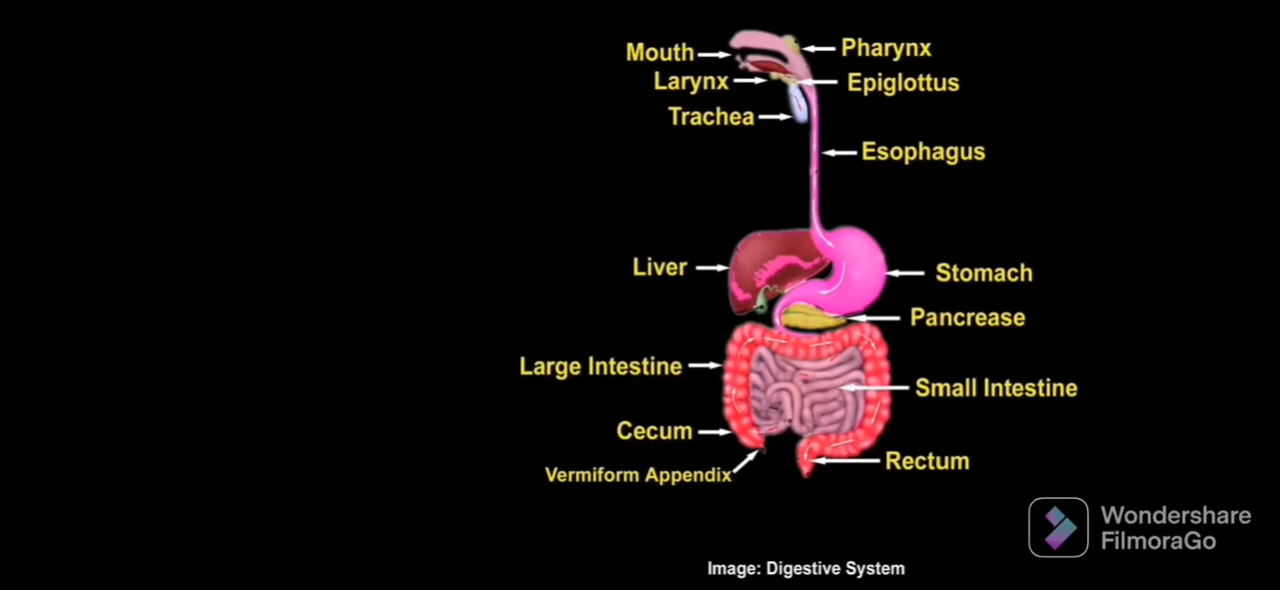 Mouth
Pharynx
Larynx
Epiglottus
Trachea
Esophagus
Liver
Stomach
Pancrease
Large Intestine
Small Intestine
Cecum
Rectum
Vermiform Appendix
Wondershare
FilmoraGo
Image: Digestive System